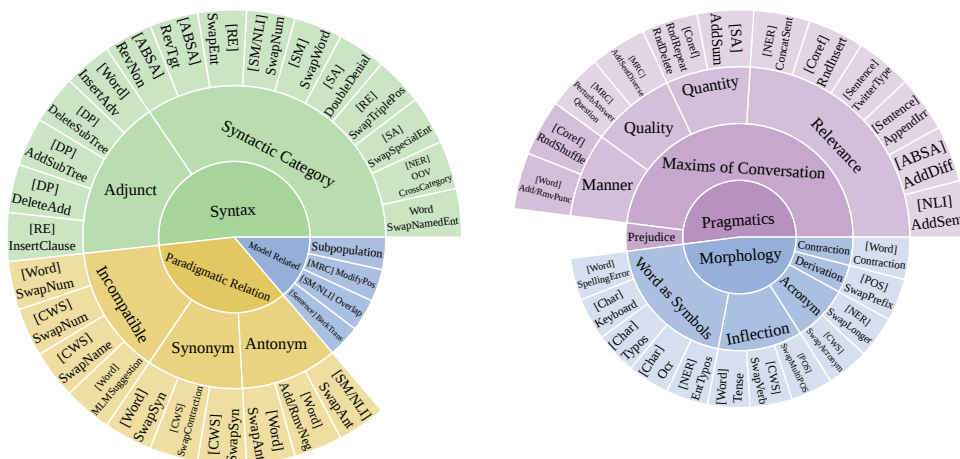 Syntax
Syntactic Category
Adjunct
[RE]
InsertClause
[DP]
DeleteAdd
[DP]
AddSubTree
[DP]
DeleteSubTree
[Word]
InsertAdv
[ABSA]
RevNon
[ABSA]
RevTgt
[RE]
SwapEnt
[SM/NLI]
SwapNum
[SM]
SwapWord
[SA]
DoubleDenial
[RE]
SwapTriplePos
[SA]
SwapSpecialEnt
[NER]
OOV
CrossCategory
Word
SwapNamedEnt
Model Related
Subpopulation
[MRC] ModifyPos
[SM/NLI] Overlap
[Sentence] BackTrans
Paradigmatic Relation
Incompatible
Synonym
Antonym
[Word]
SwapNum
[CWS]
SwapNum
[CWS]
SwapName
[Word]
MLMSuggestion
[Word]
SwapSyn
[CWS]
SwapContraction
[CWS]
SwapSyn
[Word]
SwapAnt
[Word]
Add/RmvNeg
[SM/NLI]
SwapAnt
Pragmatics
Maxims of Conversation
Prejudice
Manner
Quality
Quantity
Relevance
[Word]
Add/RmvPunc
[Coref]
RndShuffle
[MRC]
PerturbAnswer
Question
[MRC]
AddSentDiverse
[Coref]
RndRepeat
RndDelete
[SA]
AddSum
[NER]
ConcatSent
[Coref]
RndInsert
[Sentence]
TwitterType
[Sentence]
AppendIrr
[ABSA]
AddDiff
[NLI]
AddSent
Morphology
Word as Symbols
Inflection
Acronym
Derivation
Contraction
[Word]
SpellingError
[Char]
Keyboard
[Char]
Typos
[Char]
Ocr
[NER]
EntTypos
[Word]
Tense
[CWS]
SwapVerb
[POS]
SwapMultiPOS
[CWS]
SwapAcronym
[NER]
SwapLonger
[POS]
SwapPrefix
[Word]
Contraction